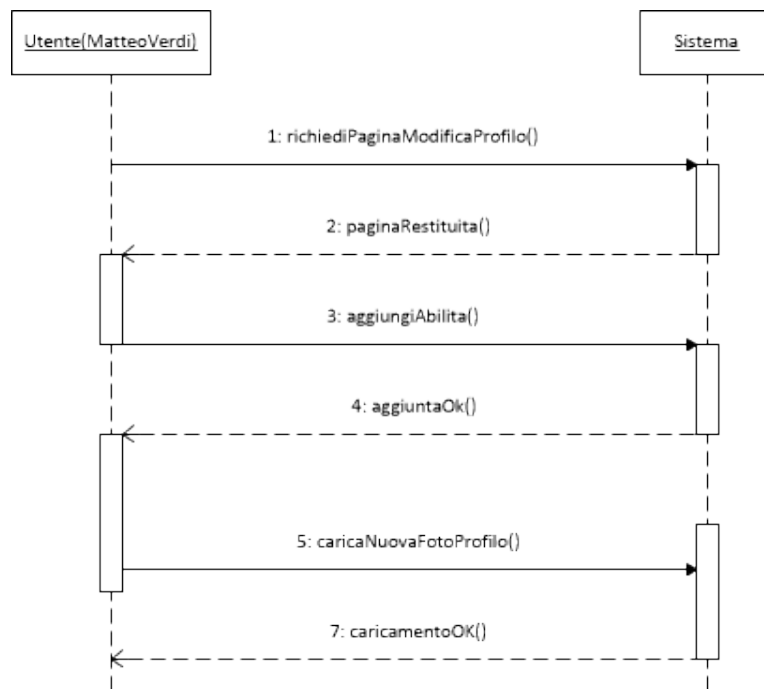 Utente(MatteoVerdi)
Sistema
1: richiediPaginaModificaProfilo()
2: paginaRestituita()
3: aggiungiAbilita()
4: aggiuntaOk()
5: caricaNuovaFotoProfilo()
7: caricamentoOK()